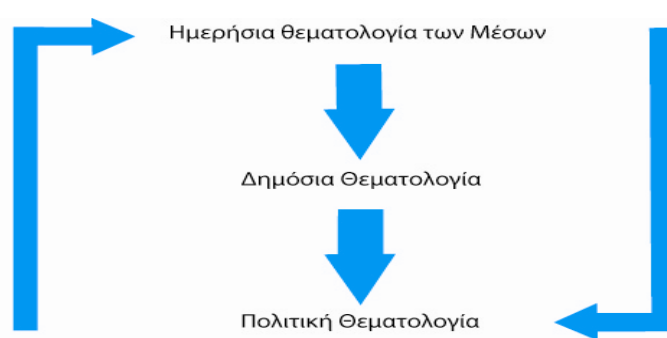 Ημερήσια θεματολογία των Μέσων
Δημόσια Θεματολογία
Πολιτική Θεματολογία